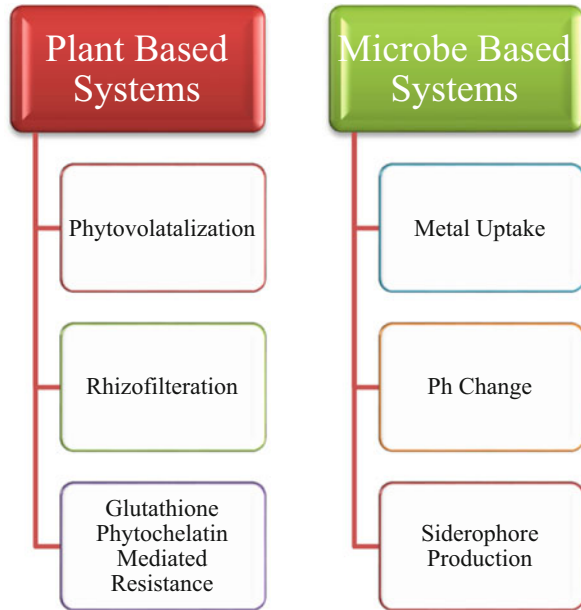 Plant Based
Systems
Phytovolatalization
Rhizofilteration
Glutathione
Phytochelatin
Mediated
Resistance
Microbe Based
Systems
Metal Uptake
Ph Change
Siderophore
Production